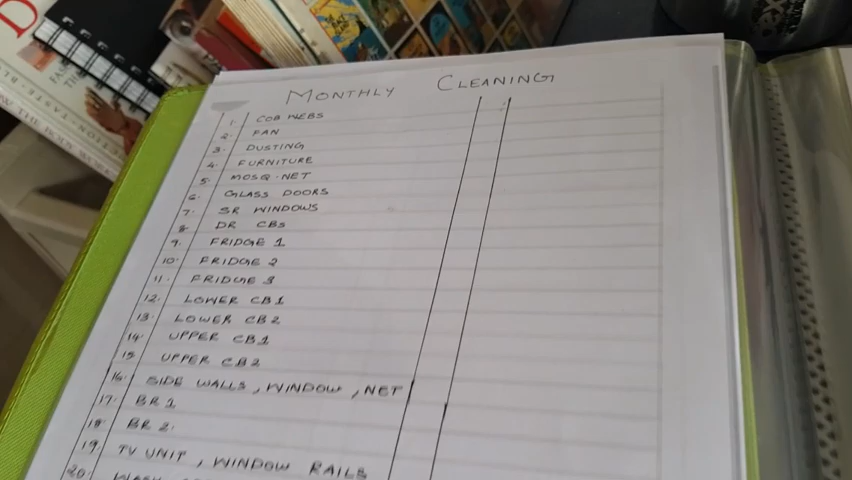 MONTHLY CLEANING
1. COB WEBS
2. FAN
3. DUSTING
4. FURNITURE
5. MOSQ.NET
6. GLASS DOORS
7. SR WINDOWS
8. DR CBs
9. FRIDGE 1
10. FRIDGE 2
11. FRIDGE 3
12. LOWER CB1
13. LOWER CB2
14. UPPER CB1
15. UPPER CB2
16. SIDE WALLS, WINDOW, NET
17. BR 1
18. BR 2.
19. TV UNIT, WINDOW RAILS
20.